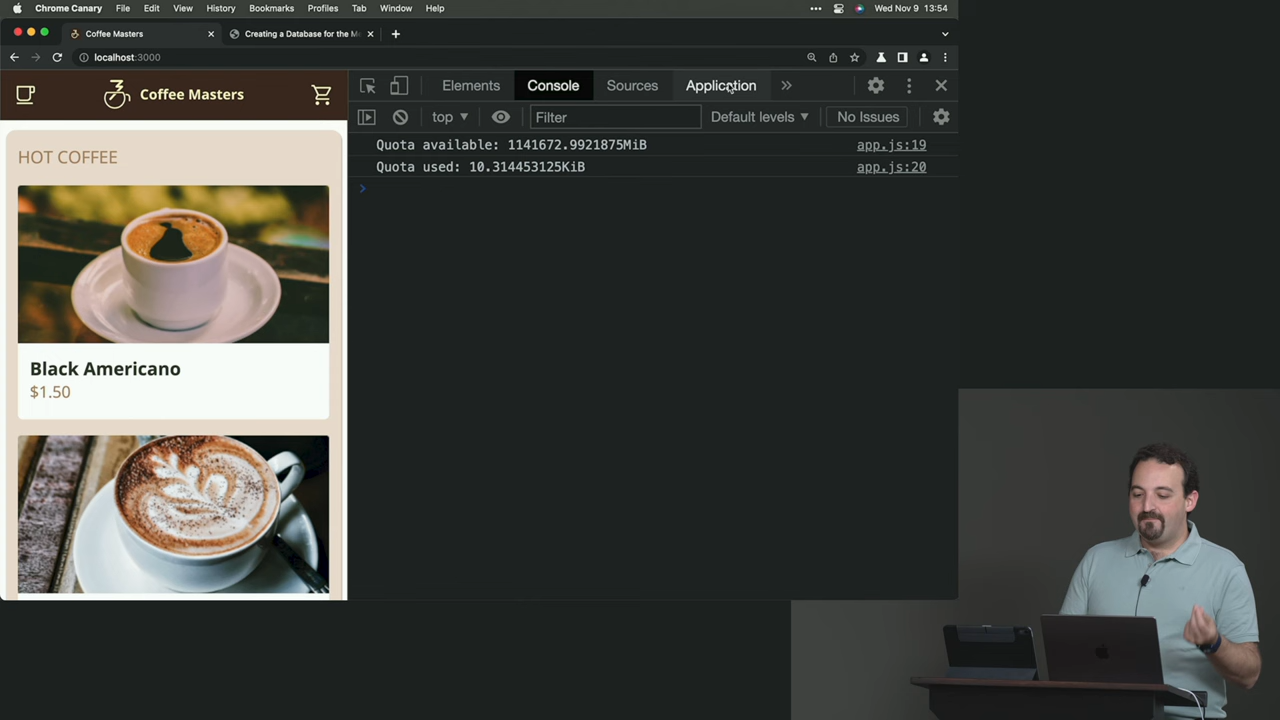 Chrome Canary File Edit View History Bookmarks Profiles Tab Window Help ••• Wed Nov 9 13:54
Coffee Masters Creating a Database for the M
localhost:3000
Coffee Masters
Elements Console Sources Application »
top ▼ Filter Default levels ▼ No Issues
Quota available: 1141672.9921875MiB app.js:19
Quota used: 10.314453125KiB app.js:20
HOT COFFEE
Black Americano
$1.50